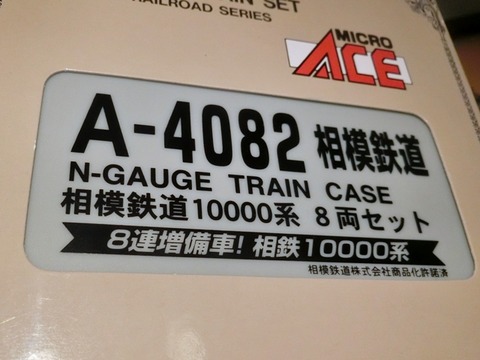 SET
RAILROAD SERIES
MICRO
ACE
A-4082 相模鉄道
N-GAUGE TRAIN CASE
相模鉄道10000系 8両セット
8連増備車! 相鉄10000系
相模鉄道株式会社商品化許諾済